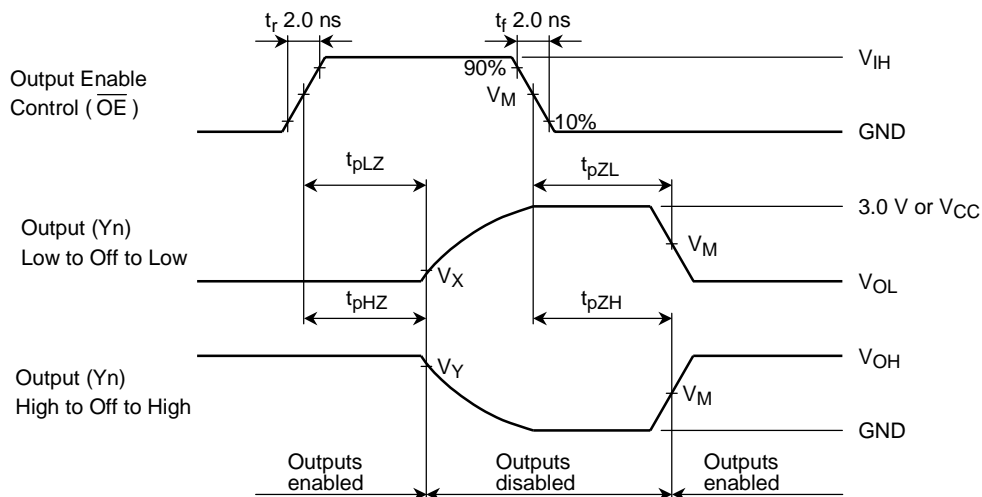 tr 2.0 ns
tf 2.0 ns
Output Enable
Control ( OE )
90%
VM
10%
VIH
GND
tpLZ
tpZL
Output (Yn)
Low to Off to Low
VX
VM
3.0 V or VCC
VOL
tpHZ
tpZH
Output (Yn)
High to Off to High
VY
VM
VOH
GND
Outputs
enabled
Outputs
disabled
Outputs
enabled